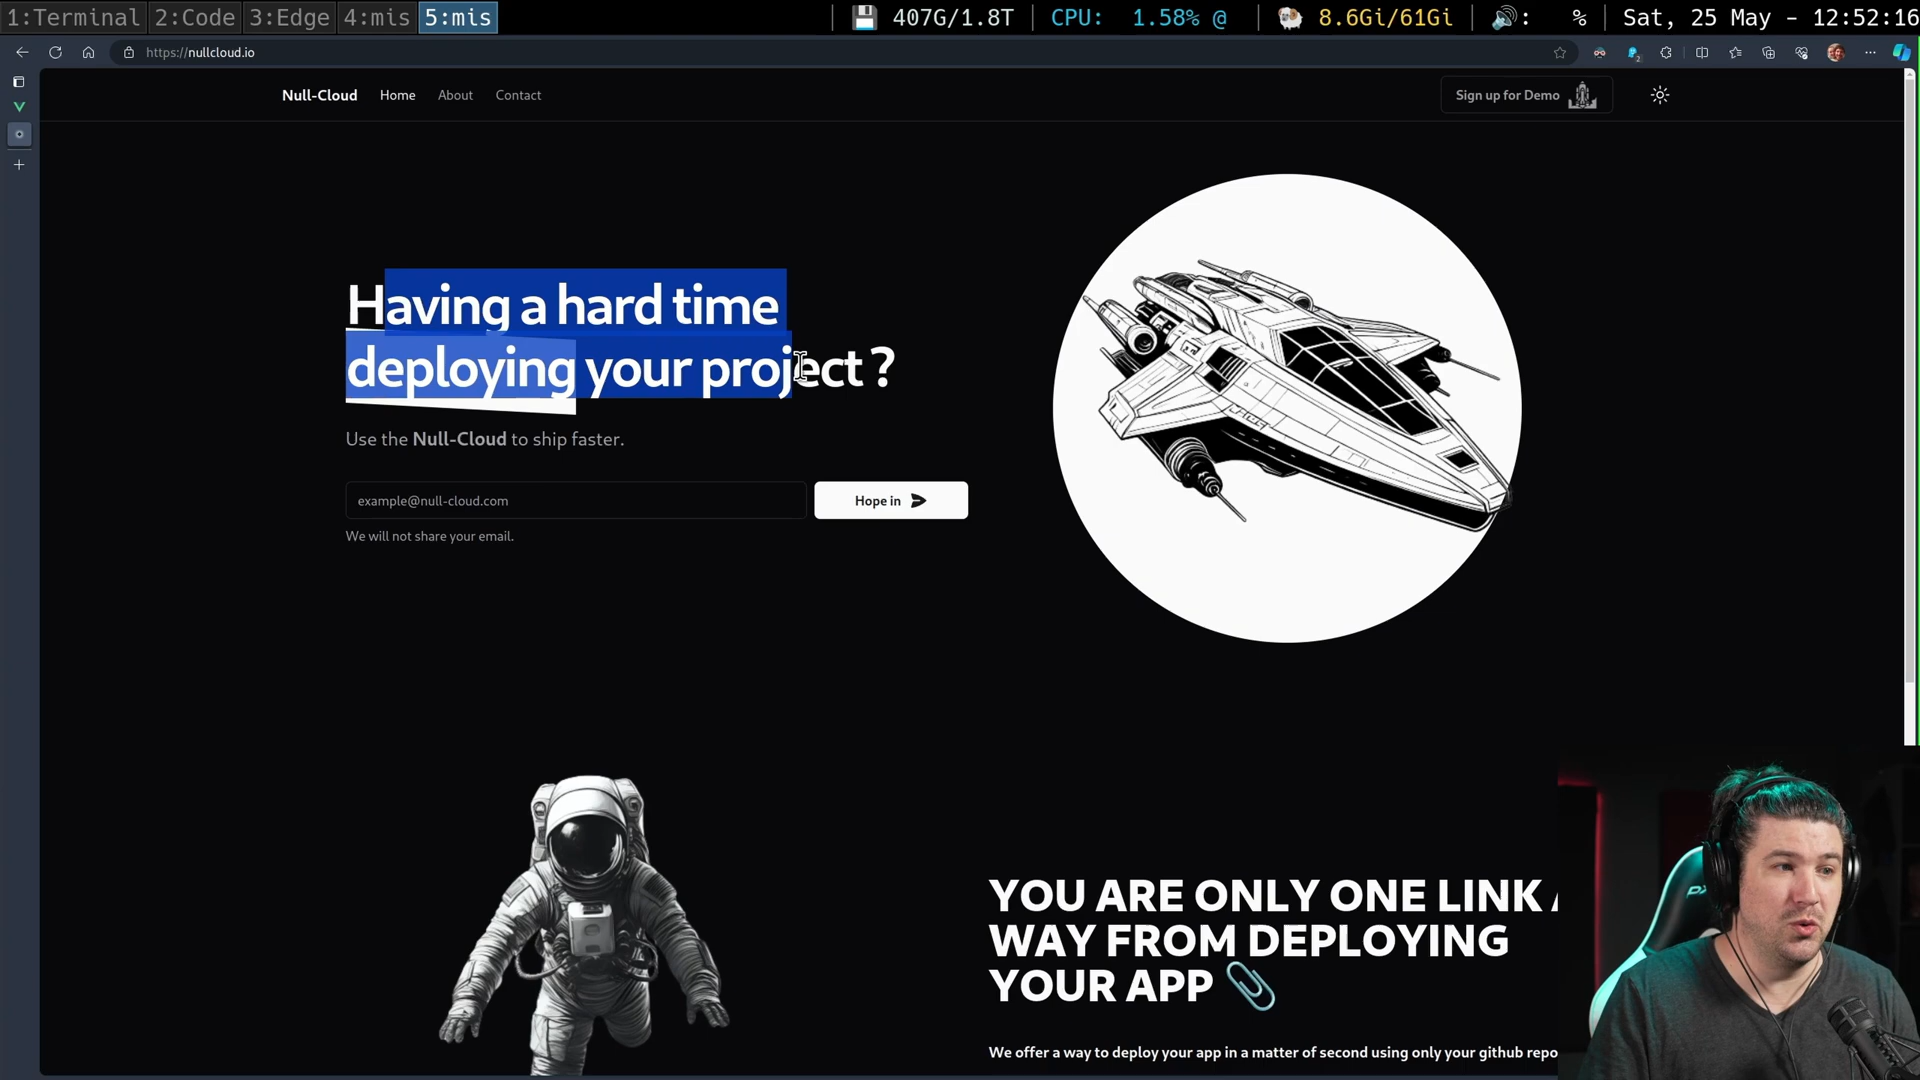 1:Terminal 2:Code 3:Edge 4:mis 5:mis 407G/1.8T CPU: 1.58% @ 8.6Gi/61Gi : % Sat, 25 May - 12:52:16
https://nullcloud.io
Null-Cloud Home About Contact Sign up for Demo
Having a hard time
deploying your project ?
Use the Null-Cloud to ship faster.
example@null-cloud.com Hope in
We will not share your email.
YOU ARE ONLY ONE LINK A
WAY FROM DEPLOYING
YOUR APP
We offer a way to deploy your app in a matter of second using only your github repo